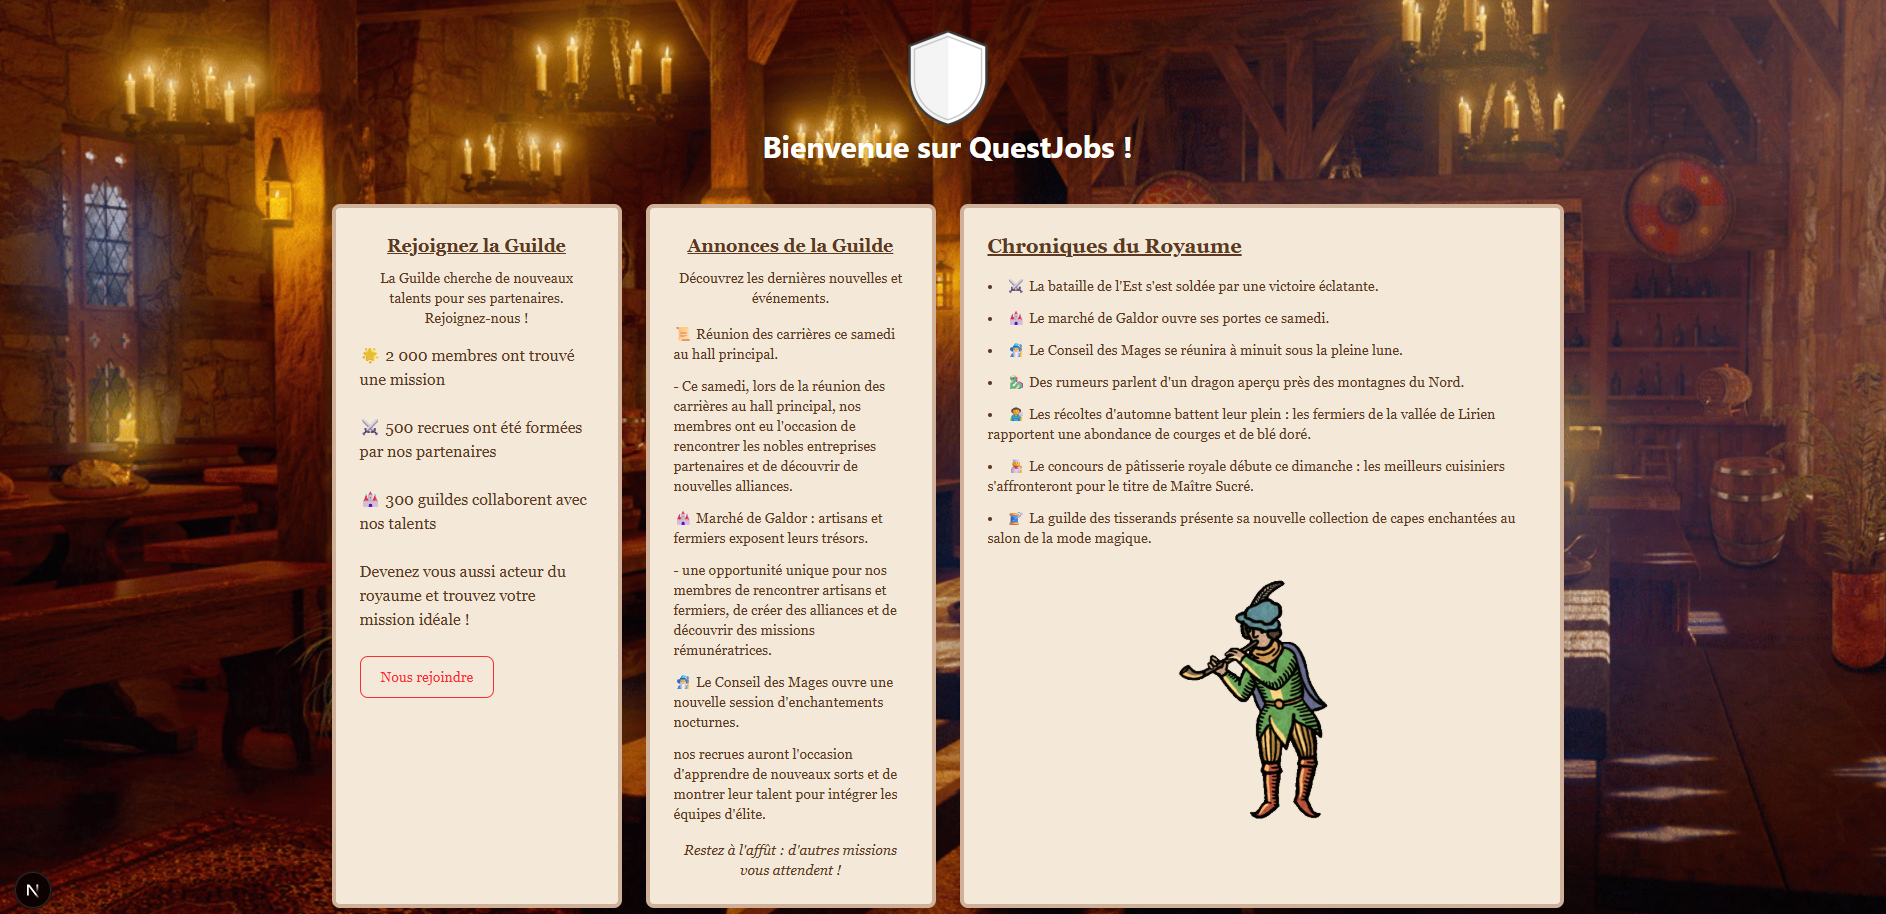 Bienvenue sur QuestJobs !
Rejoignez la Guilde
La Guilde cherche de nouveaux
talents pour ses partenaires.
Rejoignez-nous !
🌟 2 000 membres ont trouvé
une mission
⚔️ 500 recrues ont été formées
par nos partenaires
🏰 300 guildes collaborent avec
nos talents
Devenez vous aussi acteur du
royaume et trouvez votre
mission idéale !
Nous rejoindre
Annonces de la Guilde
Découvrez les dernières nouvelles et
événements.
📜 Réunion des carrières ce samedi
au hall principal.
- Ce samedi, lors de la réunion des
carrières au hall principal, nos
membres ont eu l'occasion de
rencontrer les nobles entreprises
partenaires et de découvrir de
nouvelles alliances.
🏰 Marché de Galdor : artisans et
fermiers exposent leurs trésors.
- une opportunité unique pour nos
membres de rencontrer artisans et
fermiers, de créer des alliances et de
découvrir des missions
rémunératrices.
🧙‍♂️ Le Conseil des Mages ouvre une
nouvelle session d'enchantements
nocturnes.
nos recrues auront l'occasion
d'apprendre de nouveaux sorts et de
montrer leur talent pour intégrer les
équipes d'élite.
Restez à l'affût : d'autres missions
vous attendent !
Chroniques du Royaume
• ⚔️ La bataille de l'Est s'est soldée par une victoire éclatante.
• 🏰 Le marché de Galdor ouvre ses portes ce samedi.
• 🧙‍♂️ Le Conseil des Mages se réunira à minuit sous la pleine lune.
• 🐉 Des rumeurs parlent d'un dragon aperçu près des montagnes du Nord.
• 🧑‍🌾 Les récoltes d'automne battent leur plein : les fermiers de la vallée de Lirien
rapportent une abondance de courges et de blé doré.
• 🧁 Le concours de pâtisserie royale débute ce dimanche : les meilleurs cuisiniers
s'affronteront pour le titre de Maître Sucré.
• 🧵 La guilde des tisserands présente sa nouvelle collection de capes enchantées au
salon de la mode magique.
N